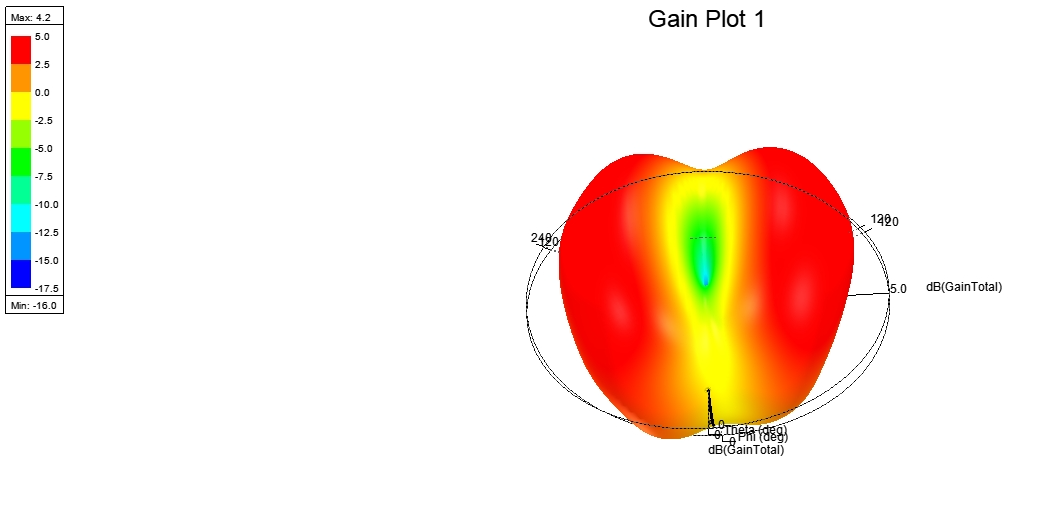 Gain Plot 1
Max: 4.2
5.0
2.5
0.0
-2.5
-5.0
-7.5
-10.0
-12.5
-15.0
-17.5
Min: -16.0
120
120
240
120
5.0
dB(GainTotal)
Theta (deg)
0
Phi (deg)
0
dB(GainTotal)